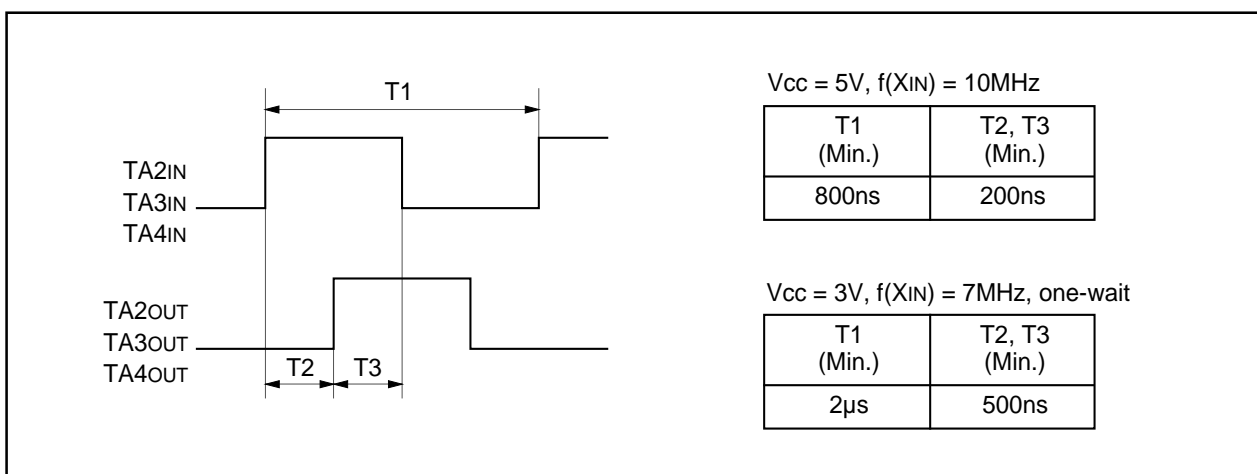 T1
TA2IN
TA3IN
TA4IN
TA2OUT
TA3OUT
TA4OUT
T2 T3
Vcc = 5V, f(XIN) = 10MHz
T1 (Min.) T2, T3 (Min.)
800ns 200ns
Vcc = 3V, f(XIN) = 7MHz, one-wait
T1 (Min.) T2, T3 (Min.)
2µs 500ns